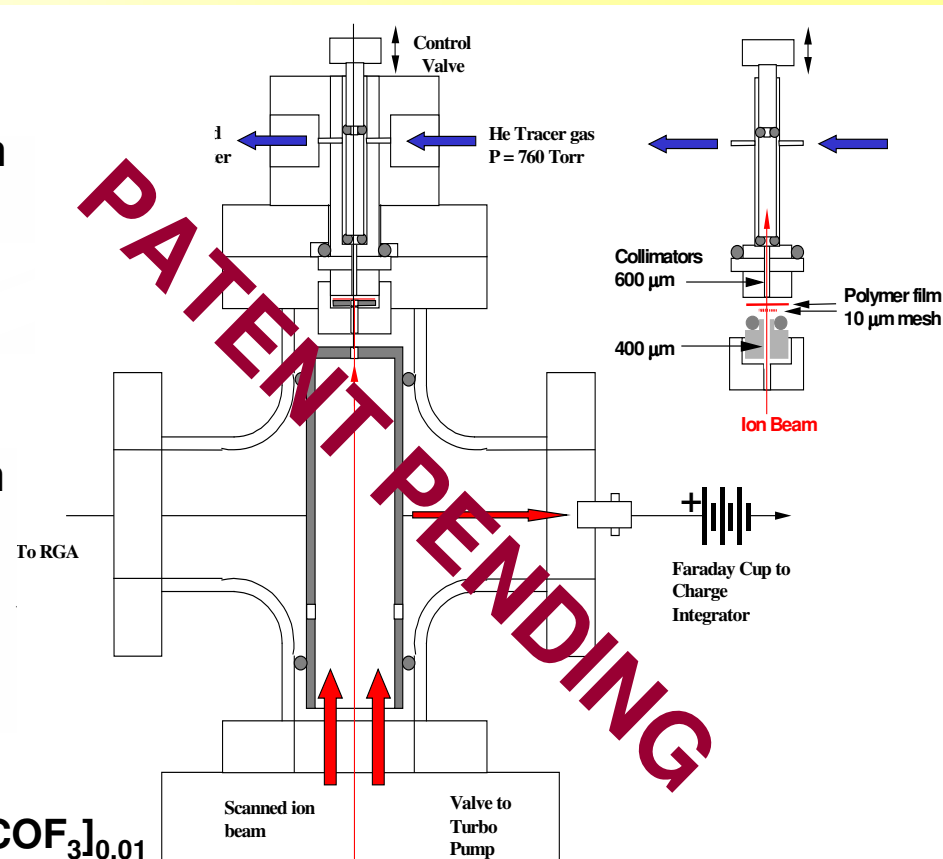 Control
Valve
He Tracer gas
P = 760 Torr
Collimators
600 µm
Polymer film
10 µm mesh
400 µm
Ion Beam
PATENT PENDING
To RGA
+
Faraday Cup to
Charge
Integrator
Scanned ion
beam
Valve to
Turbo
Pump
COF3]0.01